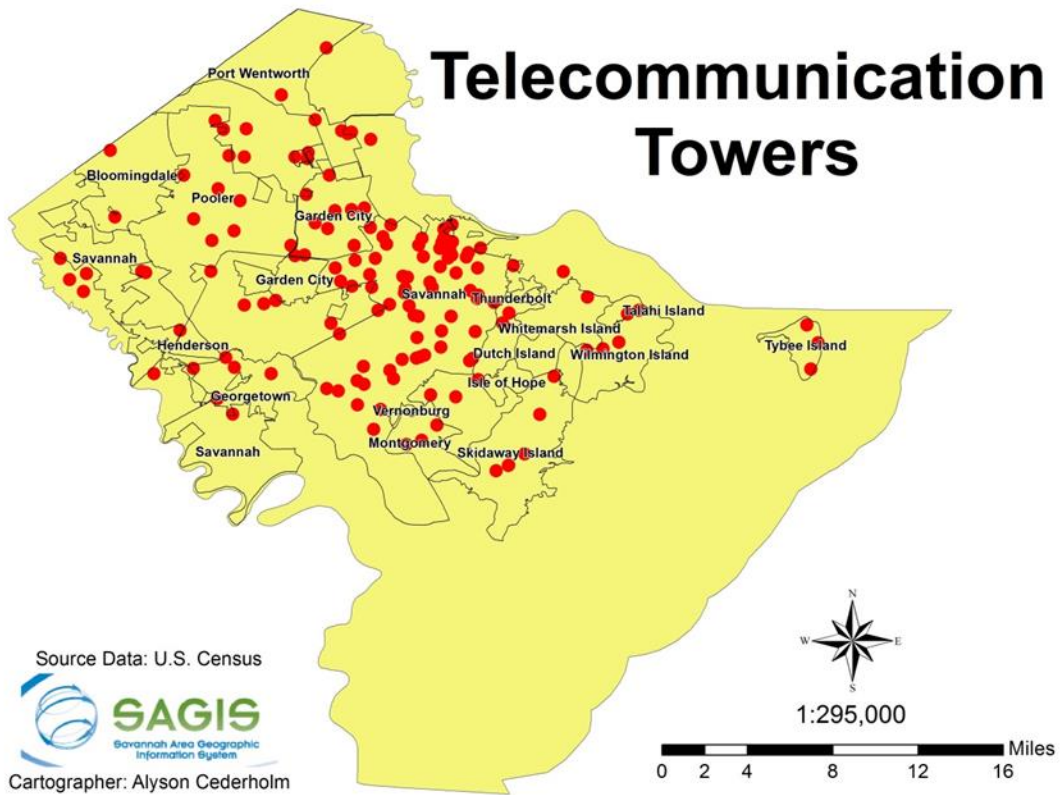 Telecommunication
Towers
Port Wentworth
Bloomingdale
Pooler
Garden City
Savannah
Garden City
Savannah
Thunderbolt
Talahi Island
Whitemarsh Island
Henderson
Dutch Island
Wilmington Island
Tybee Island
Isle of Hope
Georgetown
Vernonburg
Montgomery
Savannah
Skidaway Island
N
W E
S
1:295,000
Miles
0 2 4 8 12 16
Source Data: U.S. Census
SAGIS
Savannah Area Geographic
Information System
Cartographer: Alyson Cederholm